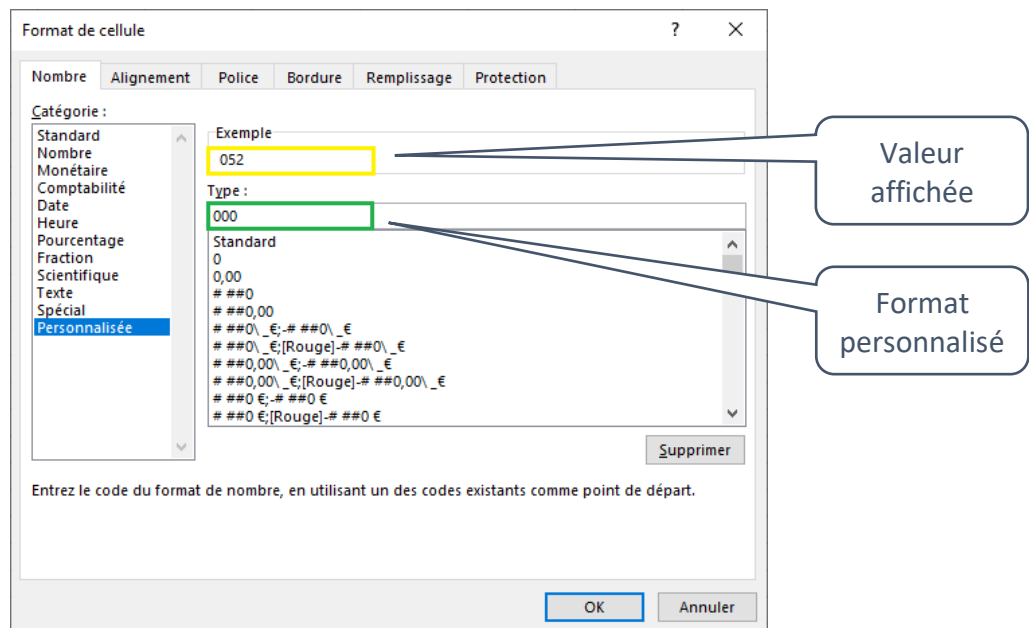 Format de cellule
?
Nombre Alignement Police Bordure Remplissage Protection
Catégorie :
Standard
Nombre
Monétaire
Comptabilité
Date
Heure
Pourcentage
Fraction
Scientifique
Texte
Spécial
Personnalisée
Exemple
052
Type :
000
Standard
0
0,00
# ##0
# ##0,00
# ##0\ _€;-# ##0\ _€
# ##0\ _€;[Rouge]-# ##0\ _€
# ##0,00\ _€;-# ##0,00\ _€
# ##0,00\ _€;[Rouge]-# ##0,00\ _€
# ##0 €;-# ##0 €
# ##0 €;[Rouge]-# ##0 €
Supprimer
Entrez le code du format de nombre, en utilisant un des codes existants comme point de départ.
OK Annuler
Valeur
affichée
Format
personnalisé